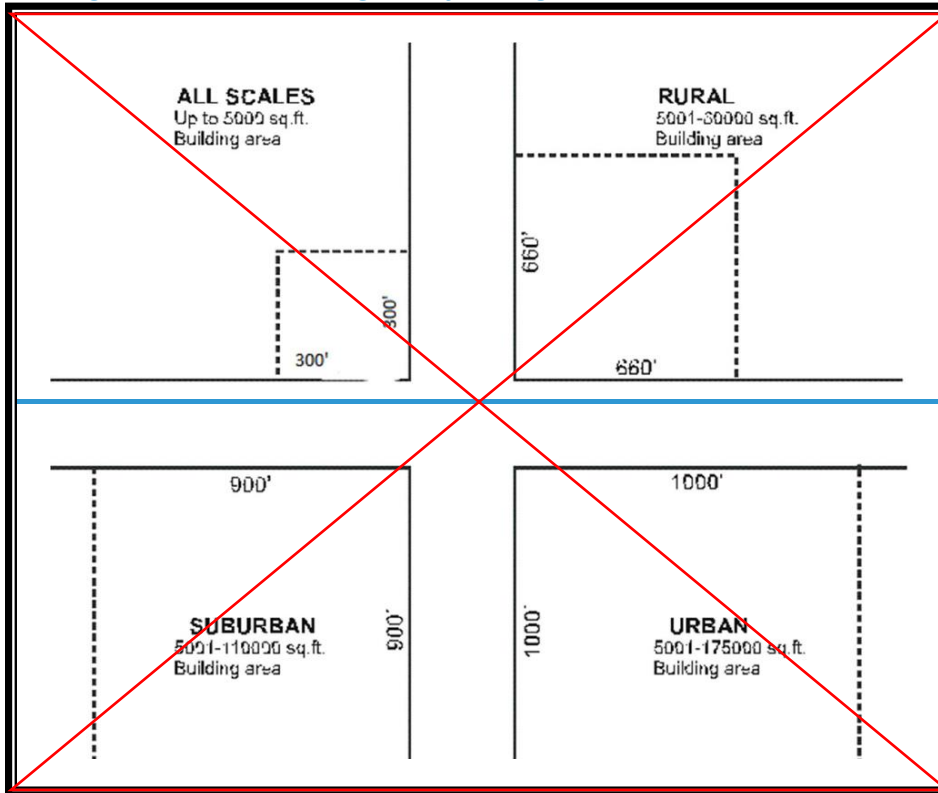 ALL SCALES
Up to 5000 sq.ft.
Building area
300'
300'
RURAL
5001-60000 sq.ft.
Building area
660'
660'
900'
900'
SUBURBAN
5001-110000 sq.ft.
Building area
1000'
1000'
URBAN
5001-175000 sq.ft.
Building area